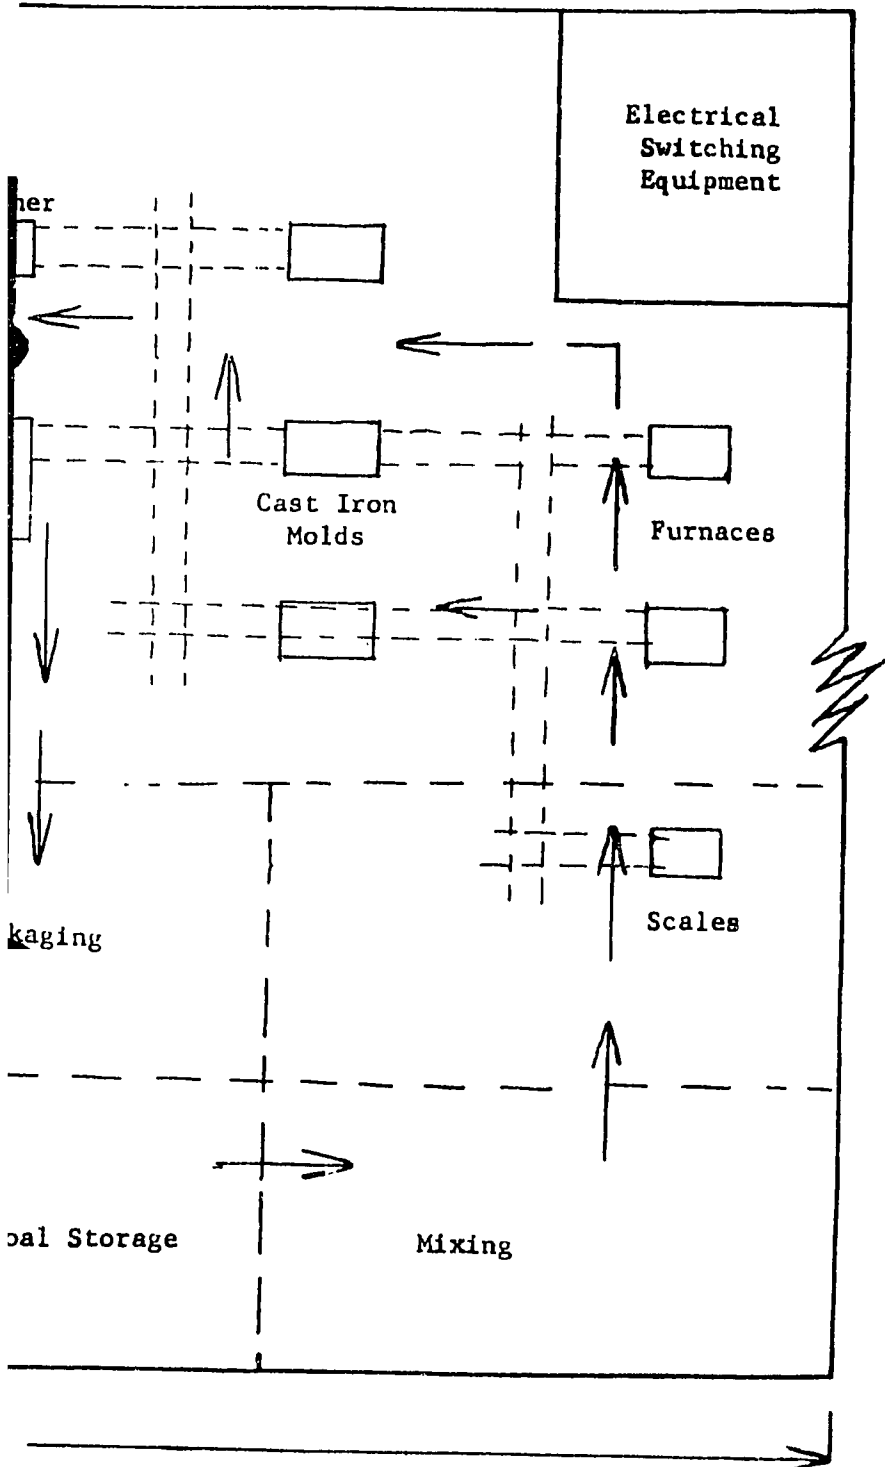 Electrical
Switching
Equipment
her
Cast Iron
Molds
Furnaces
Scales
kaging
oal Storage
Mixing